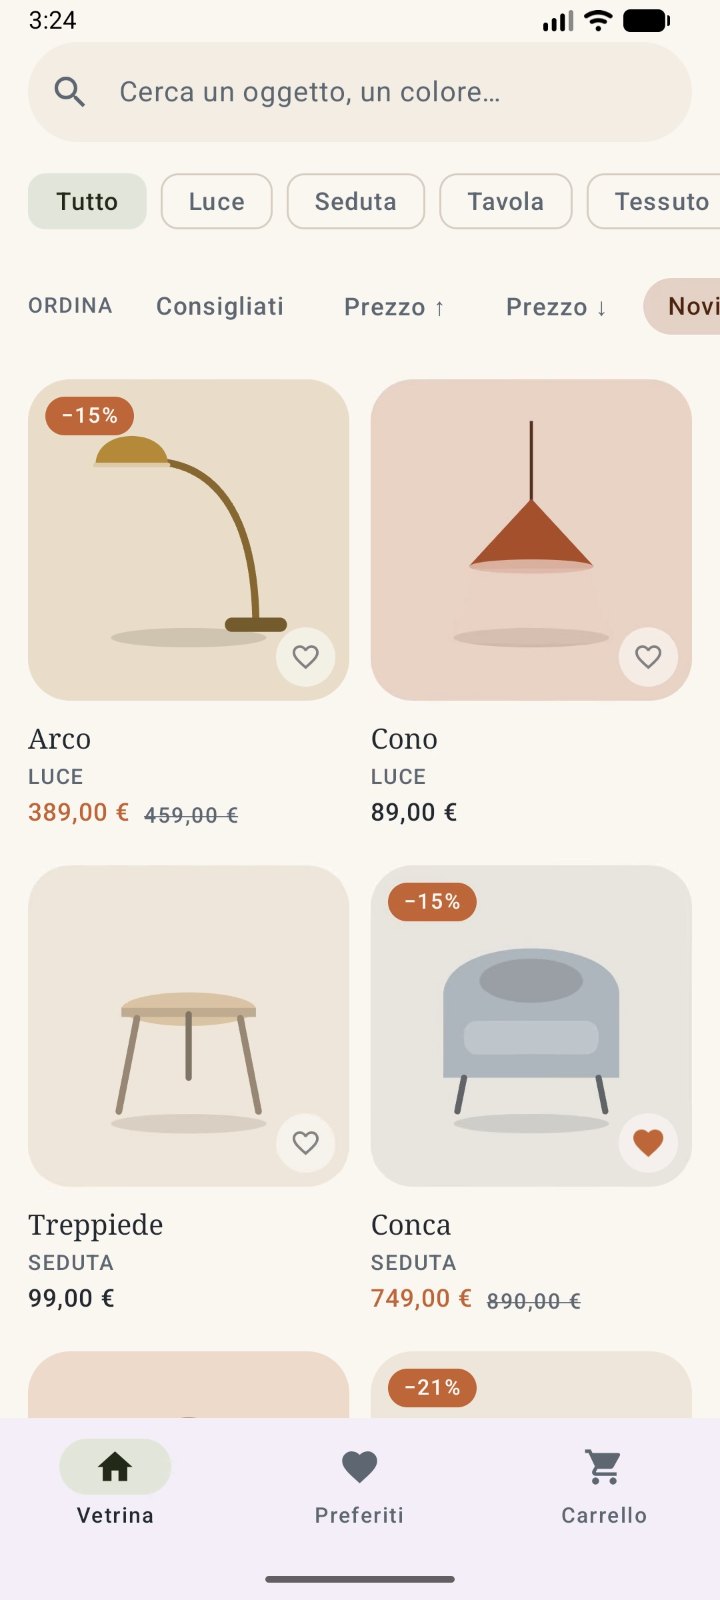 3:24
Cerca un oggetto, un colore…
Tutto
Luce
Seduta
Tavola
Tessuto
ORDINA
Consigliati
Prezzo ↑
Prezzo ↓
Novi
−15%
Arco
LUCE
389,00 € 459,00 €
Cono
LUCE
89,00 €
Treppiede
SEDUTA
99,00 €
−15%
Conca
SEDUTA
749,00 € 890,00 €
−21%
Vetrina
Preferiti
Carrello